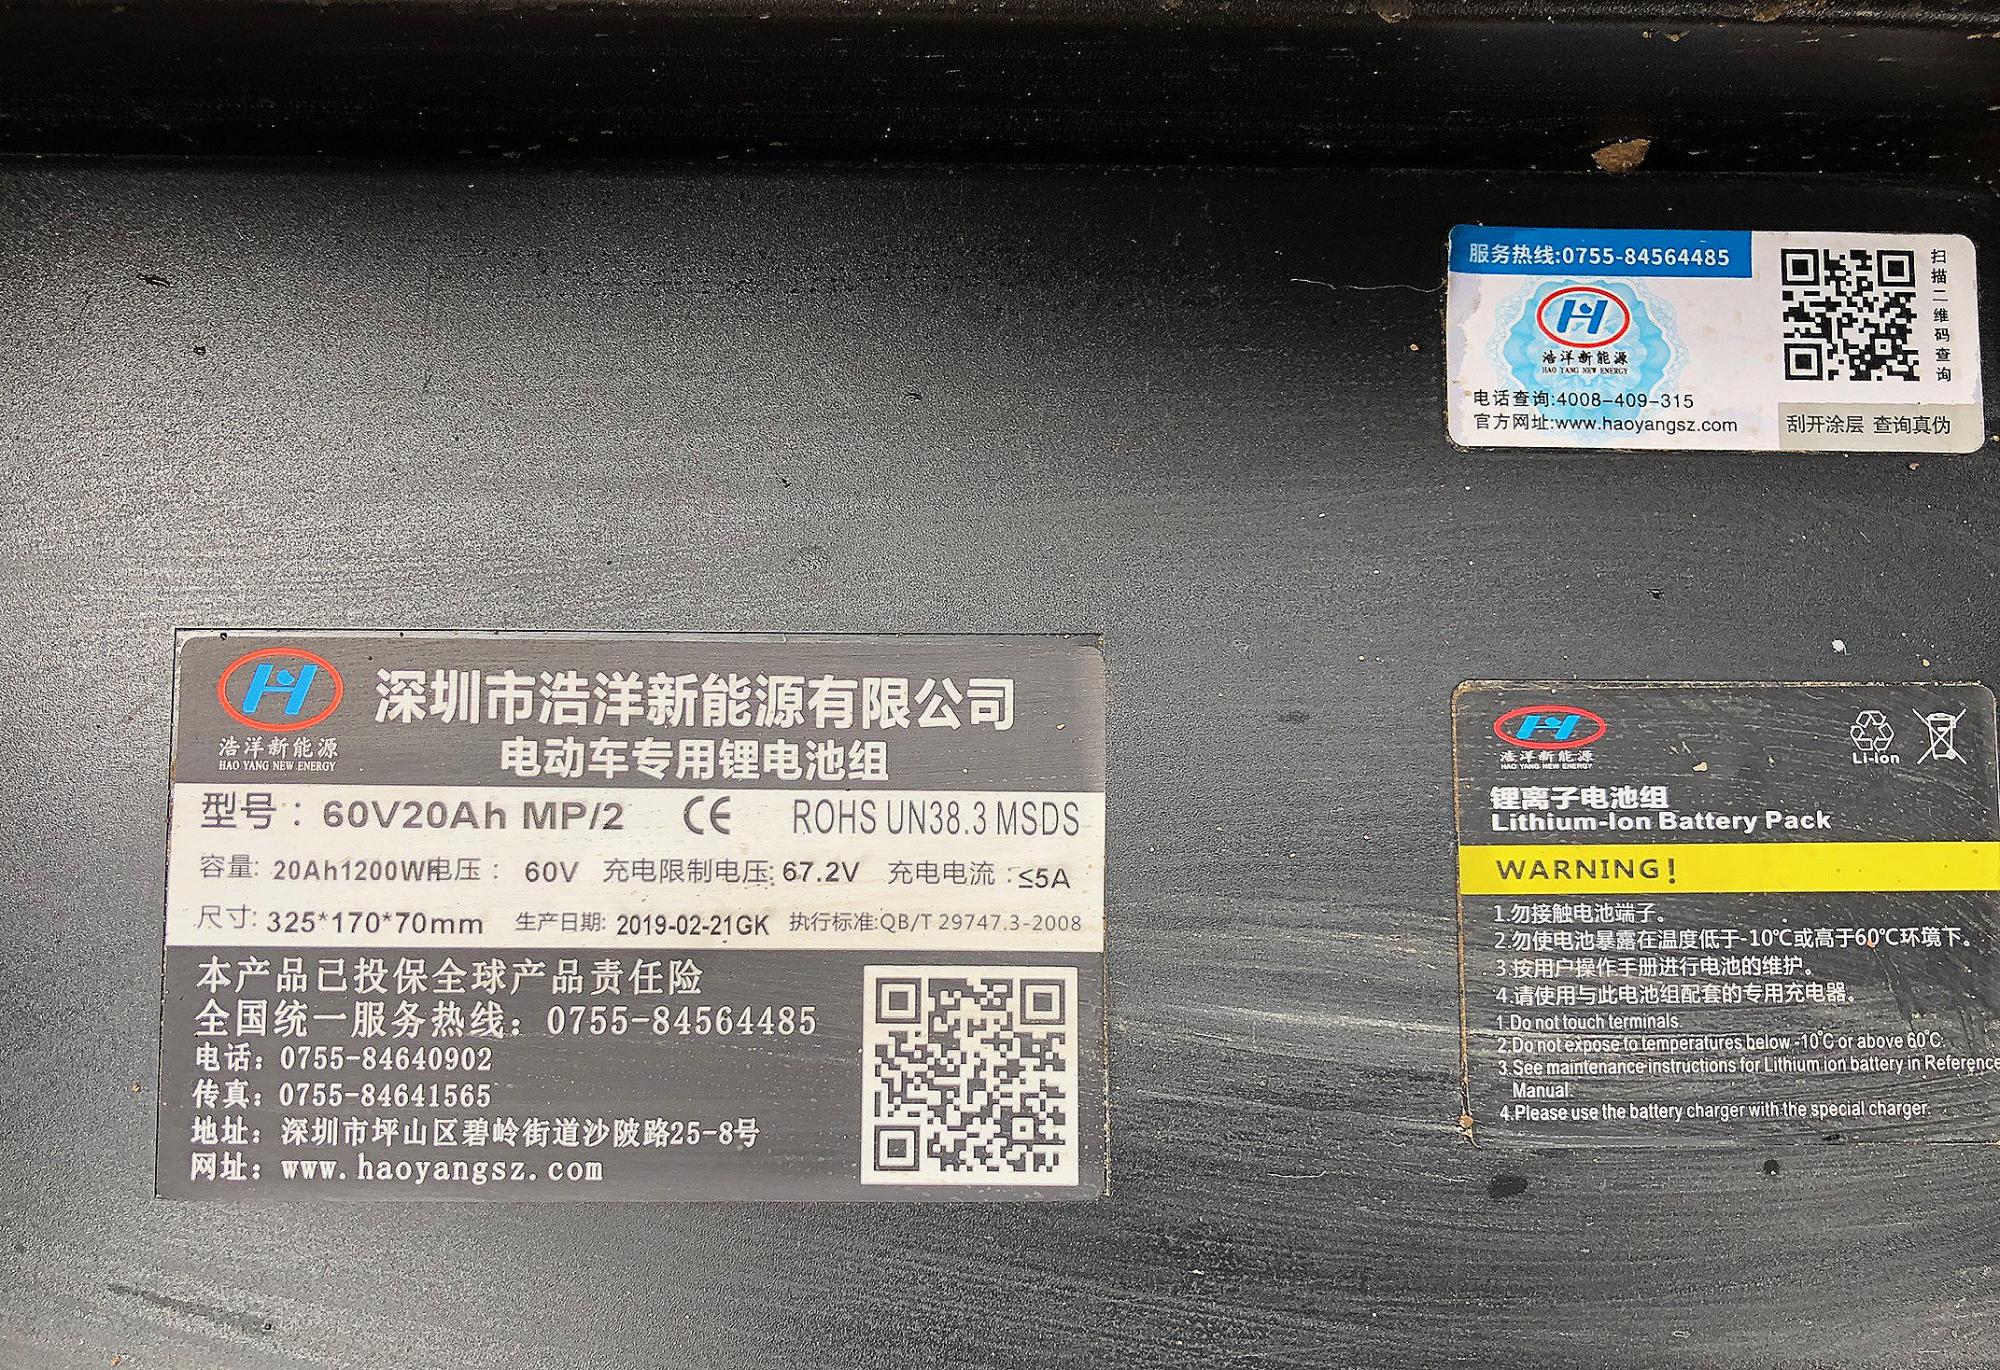 服务热线:0755-84564485
浩洋新能源
HAO YANG NEW ENERGY
电话查询:4008-409-315
官方网址:www.haoyangsz.com
扫描二维码查询
刮开涂层 查询真伪
浩洋新能源
HAO YANG NEW ENERGY
深圳市浩洋新能源有限公司
电动车专用锂电池组
型号: 60V20Ah MP/2 CE ROHS UN38.3 MSDS
容量: 20Ah1200WH 电压: 60V 充电限制电压: 67.2V 充电电流: ≤5A
尺寸: 325*170*70mm 生产日期: 2019-02-21GK 执行标准:QB/T 29747.3-2008
本产品已投保全球产品责任险
全国统一服务热线: 0755-84564485
电话: 0755-84640902
传真: 0755-84641565
地址: 深圳市坪山区碧岭街道沙陂路25-8号
网址: www.haoyangsz.com
浩洋新能源
HAO YANG NEW ENERGY
Li-Ion
锂离子电池组
Lithium-Ion Battery Pack
WARNING!
1.勿接触电池端子。
2.勿使电池暴露在温度低于-10℃或高于60℃环境下。
3.按用户操作手册进行电池的维护。
4.请使用与此电池组配套的专用充电器。
1.Do not touch terminals.
2.Do not expose to temperatures below -10℃ or above 60℃.
3.See maintenance instructions for Lithium ion battery in Reference
Manual.
4.Please use the battery charger with the special charger.